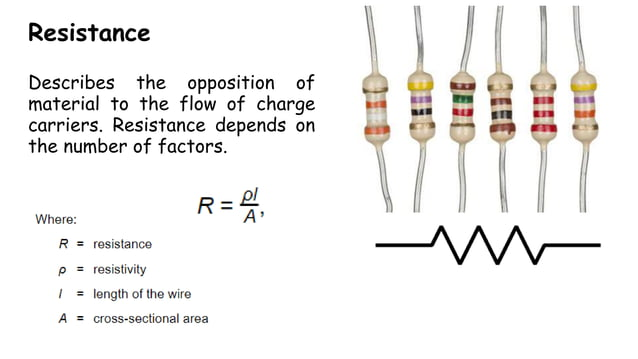 Resistance
Describes the opposition of
material to the flow of charge
carriers. Resistance depends on
the number of factors.
R = ρl/A,
Where:
R = resistance
ρ = resistivity
l = length of the wire
A = cross-sectional area